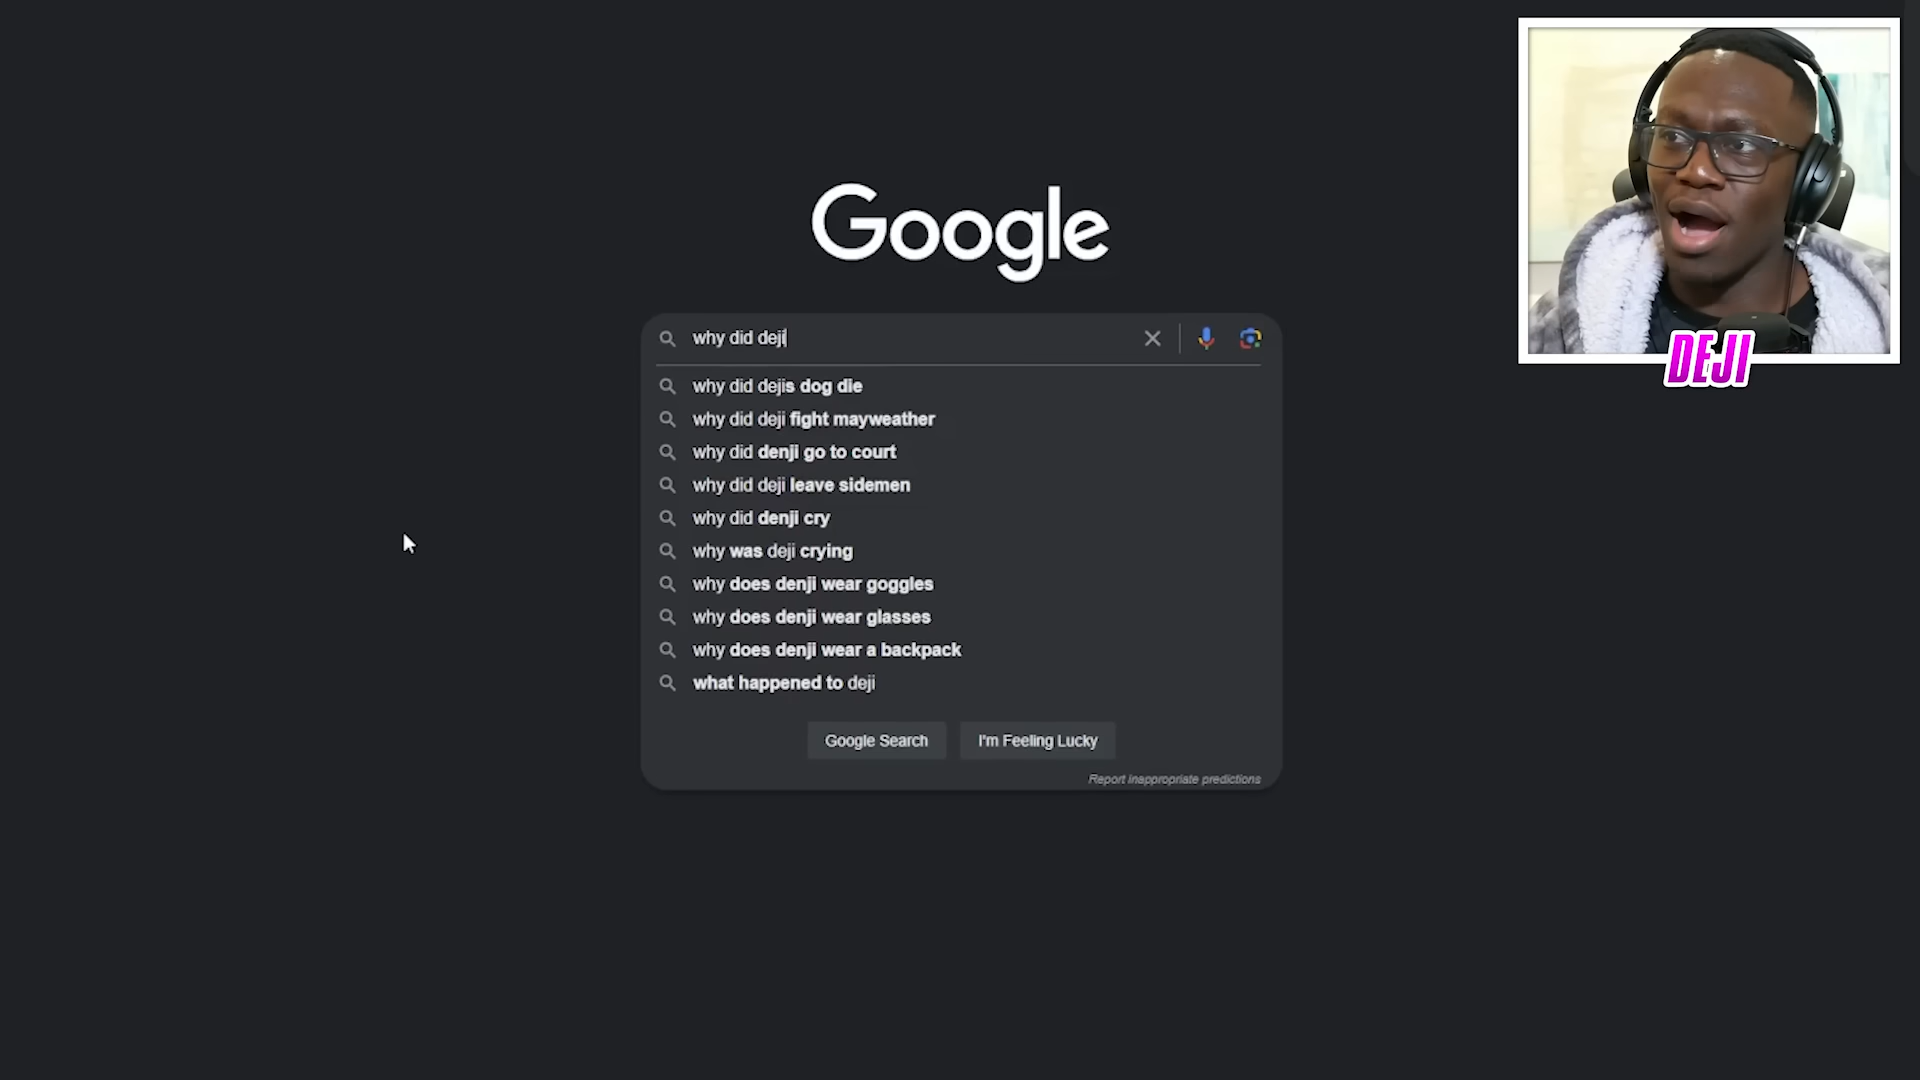 Google
why did deji
why did dejis dog die
why did deji fight mayweather
why did denji go to court
why did deji leave sidemen
why did denji cry
why was deji crying
why does denji wear goggles
why does denji wear glasses
why does denji wear a backpack
what happened to deji
Google Search
I'm Feeling Lucky
Report inappropriate predictions
DEJI